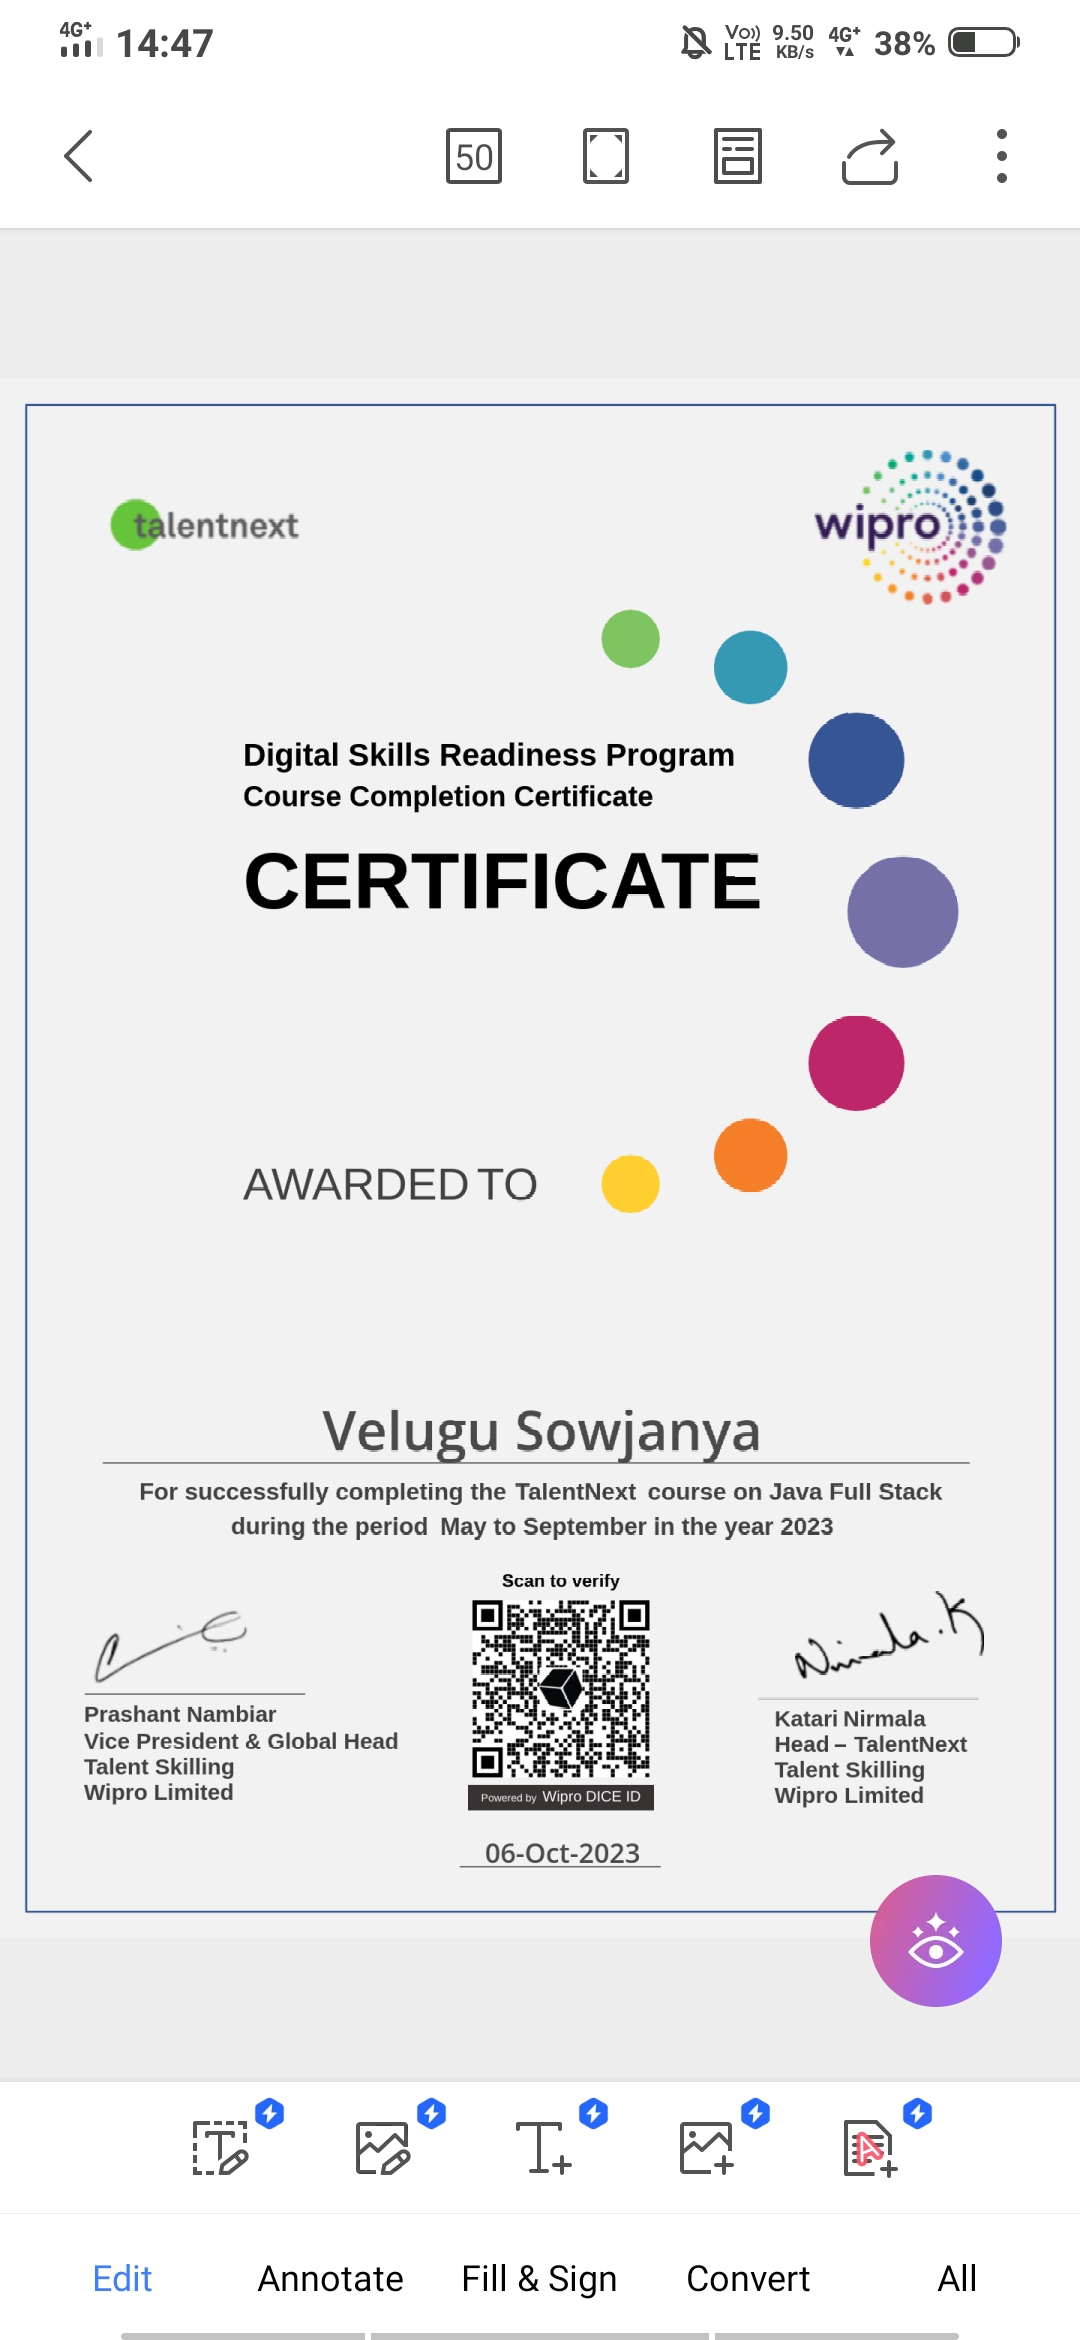 4G+ 14:47 Vo)) LTE 9.50 KB/s 4G+ 38%
50
talentnext
wipro
Digital Skills Readiness Program
Course Completion Certificate
CERTIFICATE
AWARDED TO
Velugu Sowjanya
For successfully completing the TalentNext course on Java Full Stack
during the period May to September in the year 2023
Scan to verify
Prashant Nambiar
Vice President & Global Head
Talent Skilling
Wipro Limited
Powered by Wipro DICE ID
06-Oct-2023
Nirmala.K
Katari Nirmala
Head – TalentNext
Talent Skilling
Wipro Limited
Edit Annotate Fill & Sign Convert All